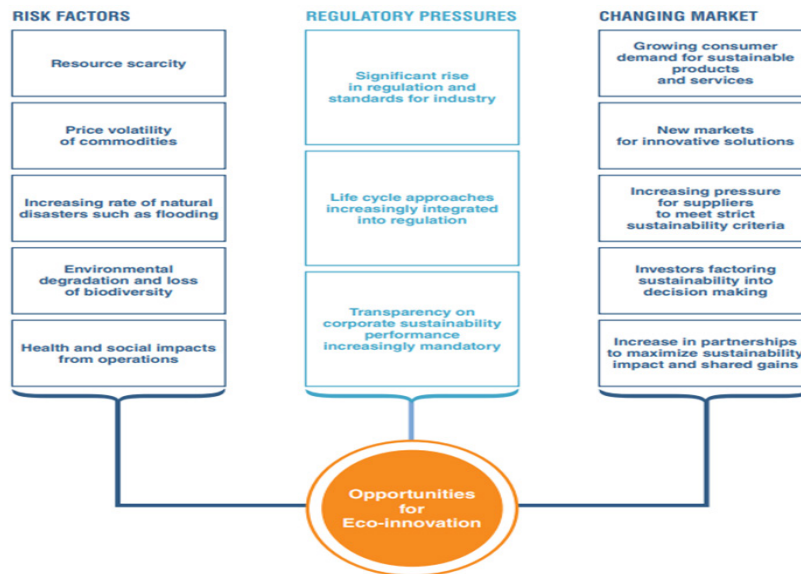 RISK FACTORS
Resource scarcity
Price volatility
of commodities
Increasing rate of natural
disasters such as flooding
Environmental
degradation and loss
of biodiversity
Health and social impacts
from operations
REGULATORY PRESSURES
Significant rise
in regulation and
standards for industry
Life cycle approaches
increasingly integrated
into regulation
Transparency on
corporate sustainability
performance
increasingly mandatory
CHANGING MARKET
Growing consumer
demand for sustainable
products
and services
New markets
for innovative solutions
Increasing pressure
for suppliers
to meet strict
sustainability criteria
Investors factoring
sustainability into
decision making
Increase in partnerships
to maximize sustainability
impact and shared gains
Opportunities
for
Eco-innovation